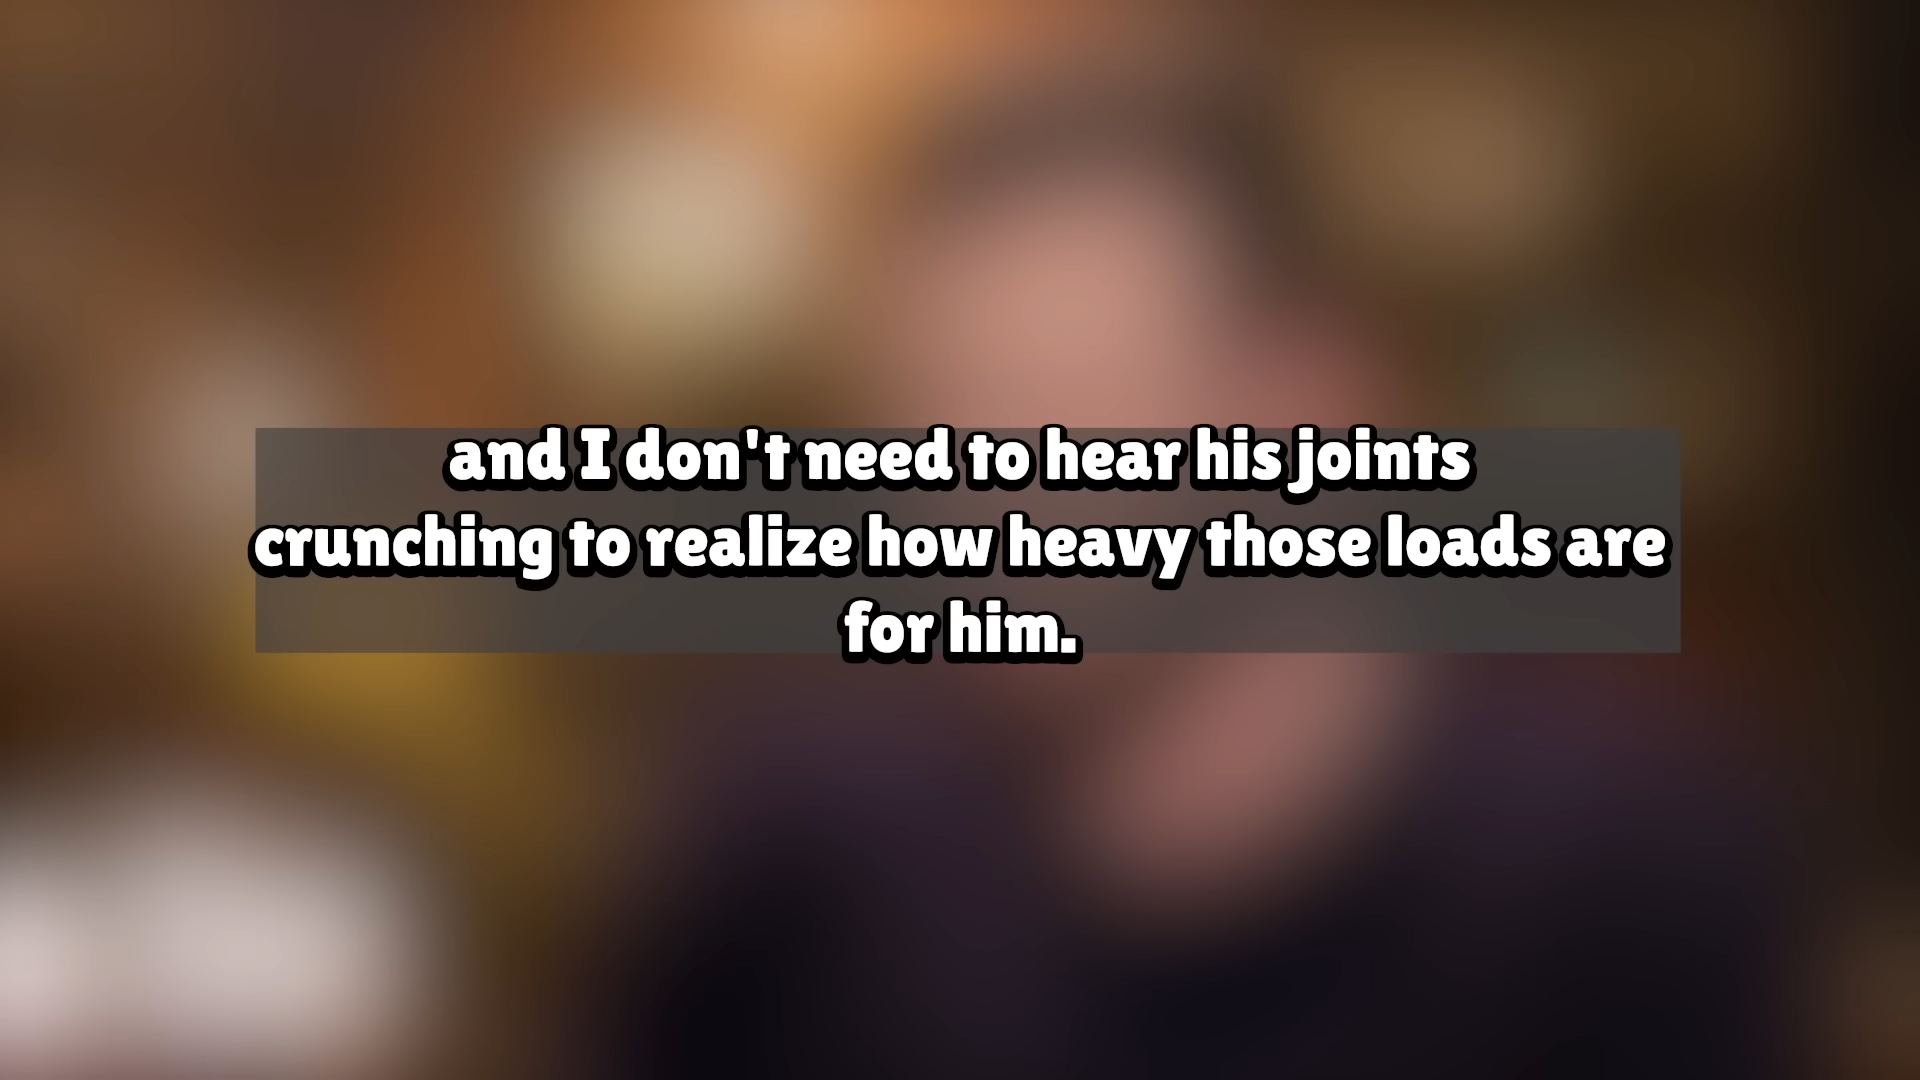 and I don't need to hear his joints
crunching to realize how heavy those loads are
for him.